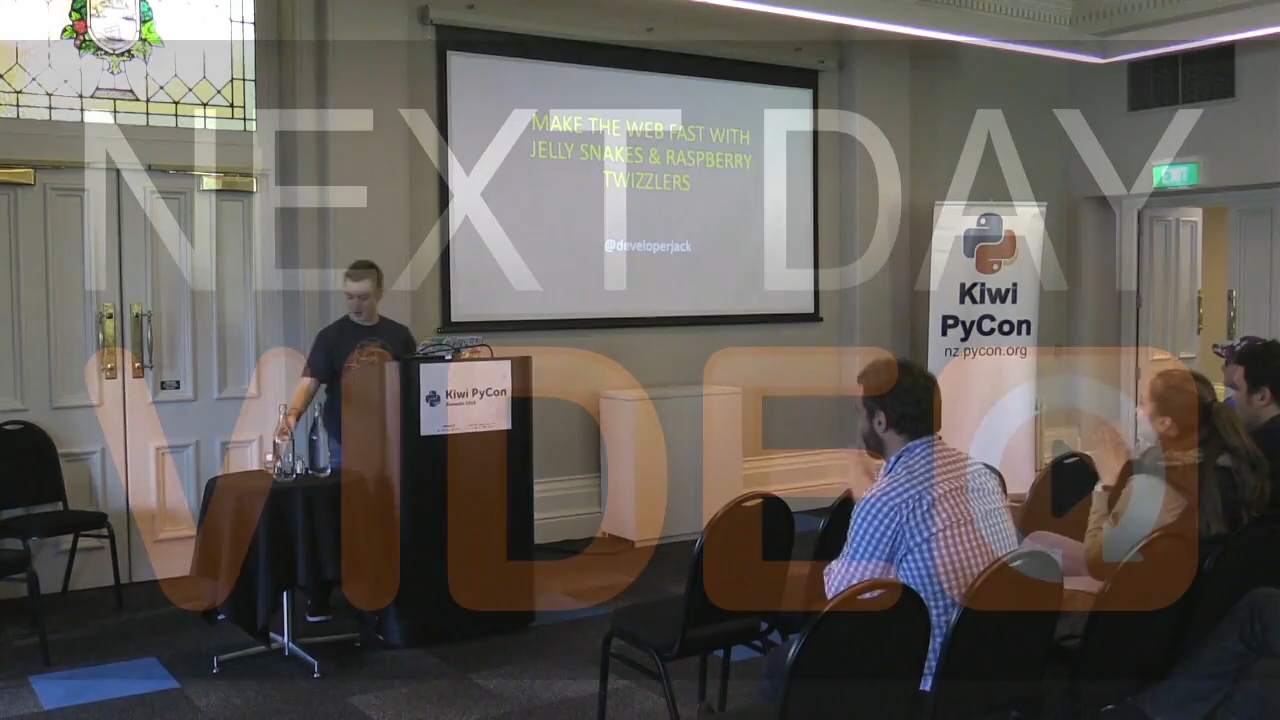 NEXT DAY
VIDEO
MAKE THE WEB FAST WITH
JELLY SNAKES & RASPBERRY
TWIZZLERS
@developerjack
EXIT
Kiwi
PyCon
nz.pycon.org
Kiwi PyCon